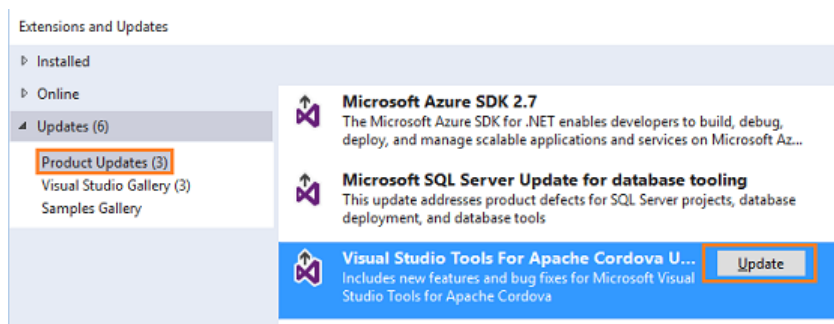 Extensions and Updates
Installed
Online
Updates (6)
Product Updates (3)
Visual Studio Gallery (3)
Samples Gallery
Microsoft Azure SDK 2.7
The Microsoft Azure SDK for .NET enables developers to build, debug,
deploy, and manage scalable applications and services on Microsoft Az...
Microsoft SQL Server Update for database tooling
This update addresses product defects for SQL Server projects, database
deployment, and database tools
Visual Studio Tools For Apache Cordova U...
Update
Includes new features and bug fixes for Microsoft Visual
Studio Tools for Apache Cordova